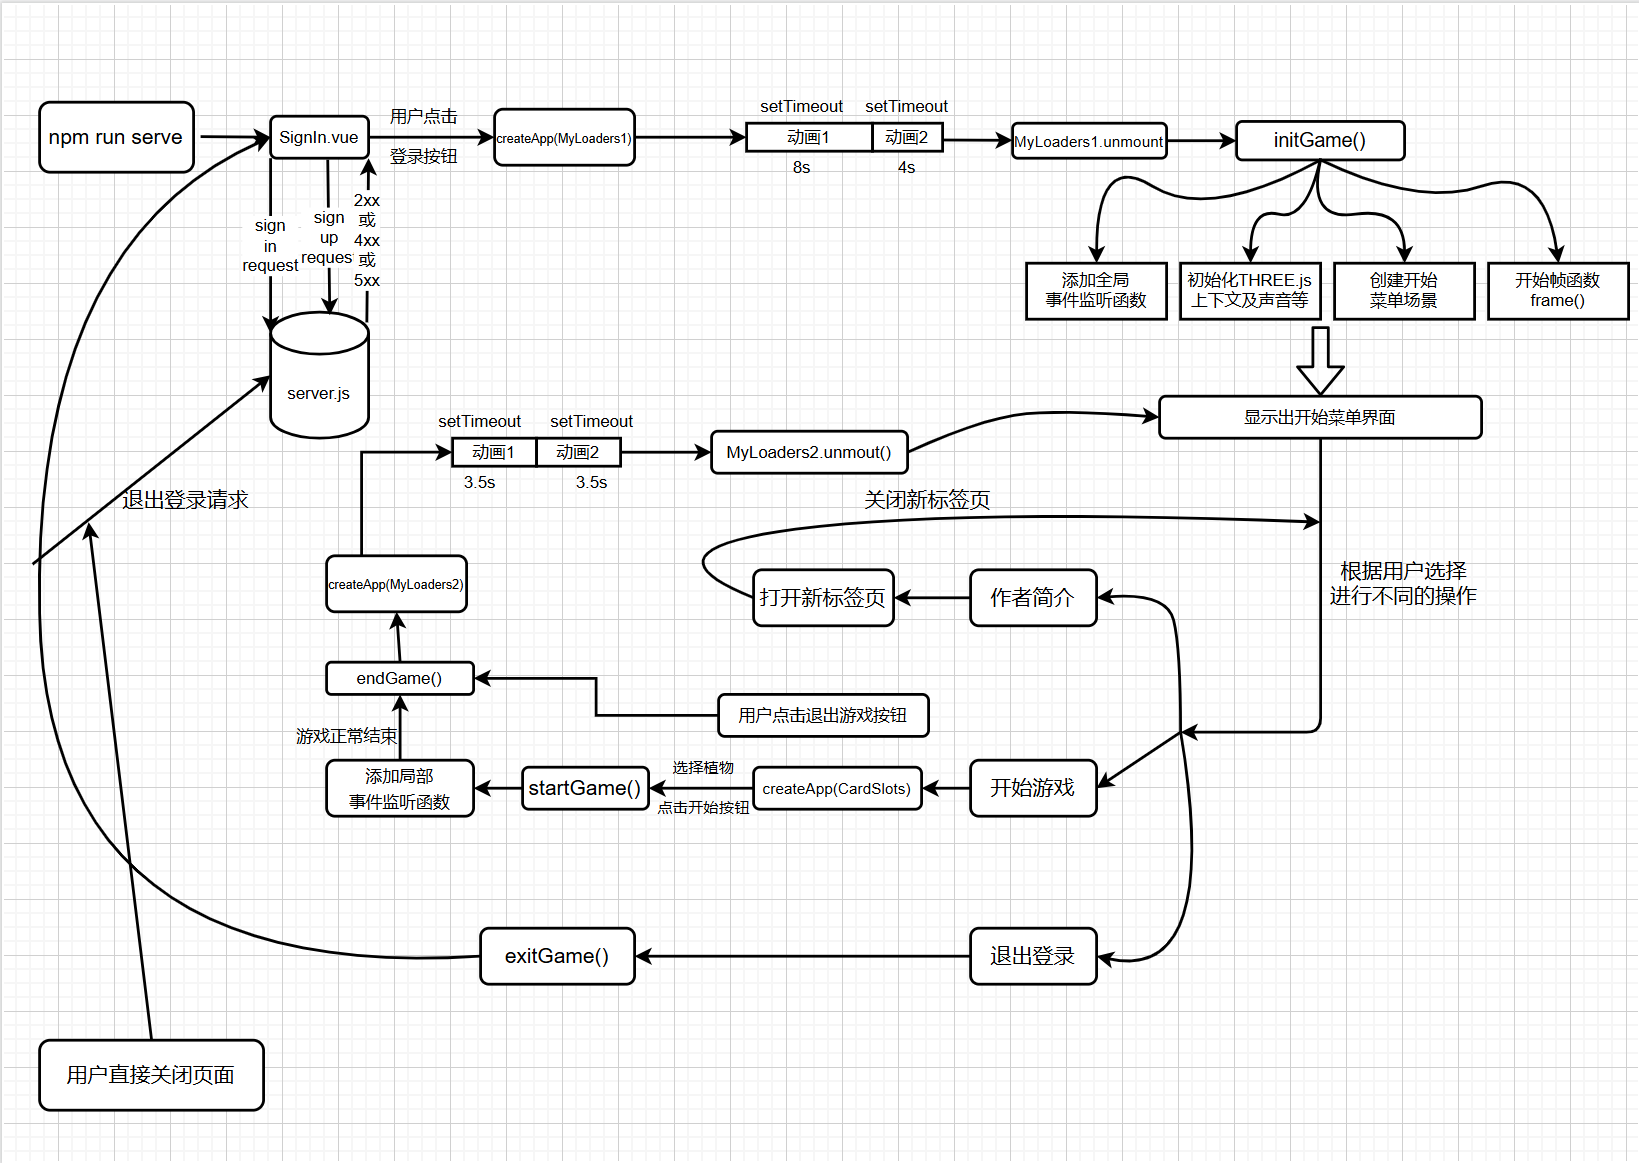 setTimeout
setTimeout
npm run serve
SignIn.vue
用户点击
登录按钮
createApp(MyLoaders1)
动画1
动画2
8s
4s
MyLoaders1.unmount
initGame()
sign
in
request
sign
up
reques
2xx
或
4xx
或
5xx
添加全局
事件监听函数
初始化THREE.js
上下文及声音等
创建开始
菜单场景
开始帧函数
frame()
server.js
显示出开始菜单界面
setTimeout
setTimeout
动画1
动画2
3.5s
3.5s
MyLoaders2.unmout()
退出登录请求
关闭新标签页
createApp(MyLoaders2)
打开新标签页
作者简介
根据用户选择
进行不同的操作
endGame()
用户点击退出游戏按钮
游戏正常结束
添加局部
事件监听函数
startGame()
选择植物
点击开始按钮
createApp(CardSlots)
开始游戏
exitGame()
退出登录
用户直接关闭页面